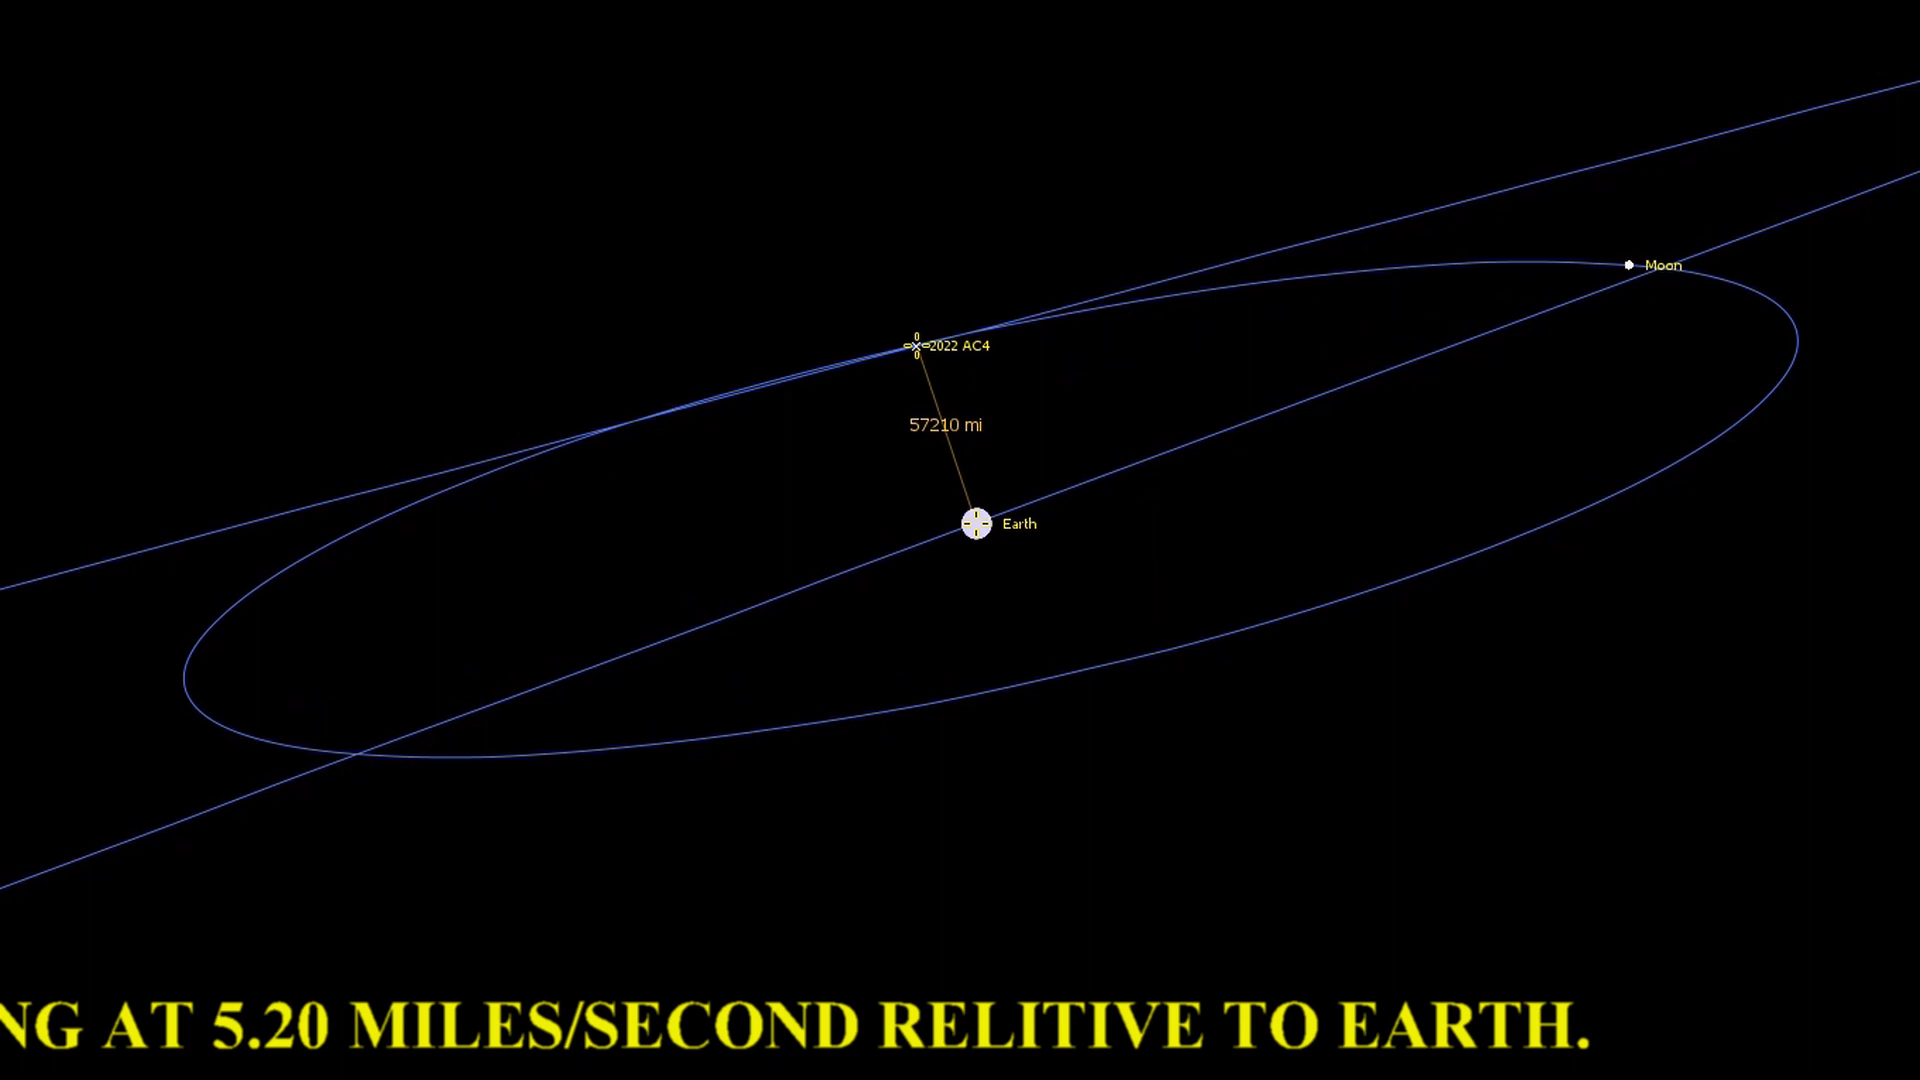 Moon
2022 AC4
57210 mi
Earth
NG AT 5.20 MILES/SECOND RELITIVE TO EARTH.